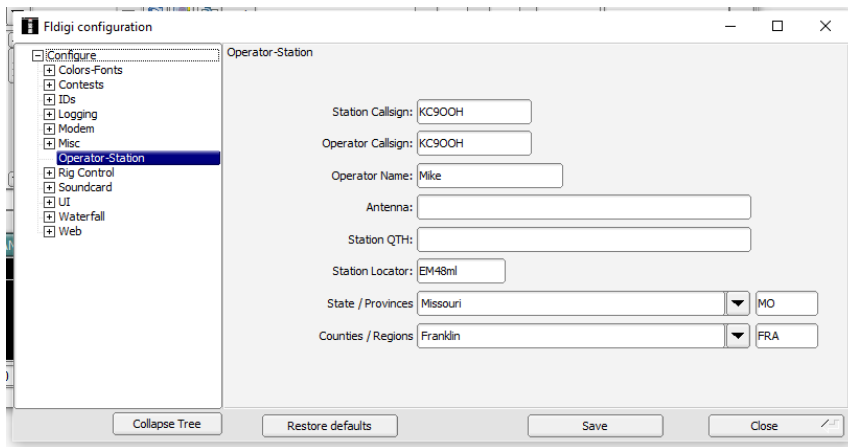 Fldigi configuration
Configure
Colors-Fonts
Contests
IDs
Logging
Modem
Misc
Operator-Station
Rig Control
Soundcard
UI
Waterfall
Web
Collapse Tree
Operator-Station
Station Callsign: KC9OOH
Operator Callsign: KC9OOH
Operator Name: Mike
Antenna:
Station QTH:
Station Locator: EM48ml
State / Provinces Missouri MO
Counties / Regions Franklin FRA
Restore defaults Save Close